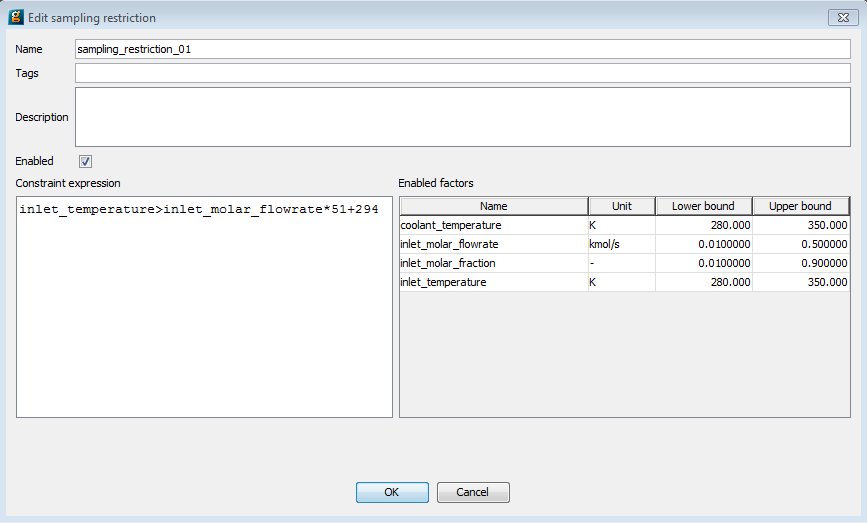 Edit sampling restriction
Name sampling_restriction_01
Tags
Description
Enabled
Constraint expression
inlet_temperature>inlet_molar_flowrate*51+294
Enabled factors
Name Unit Lower bound Upper bound
coolant_temperature K 280.000 350.000
inlet_molar_flowrate kmol/s 0.0100000 0.500000
inlet_molar_fraction - 0.0100000 0.900000
inlet_temperature K 280.000 350.000
OK Cancel